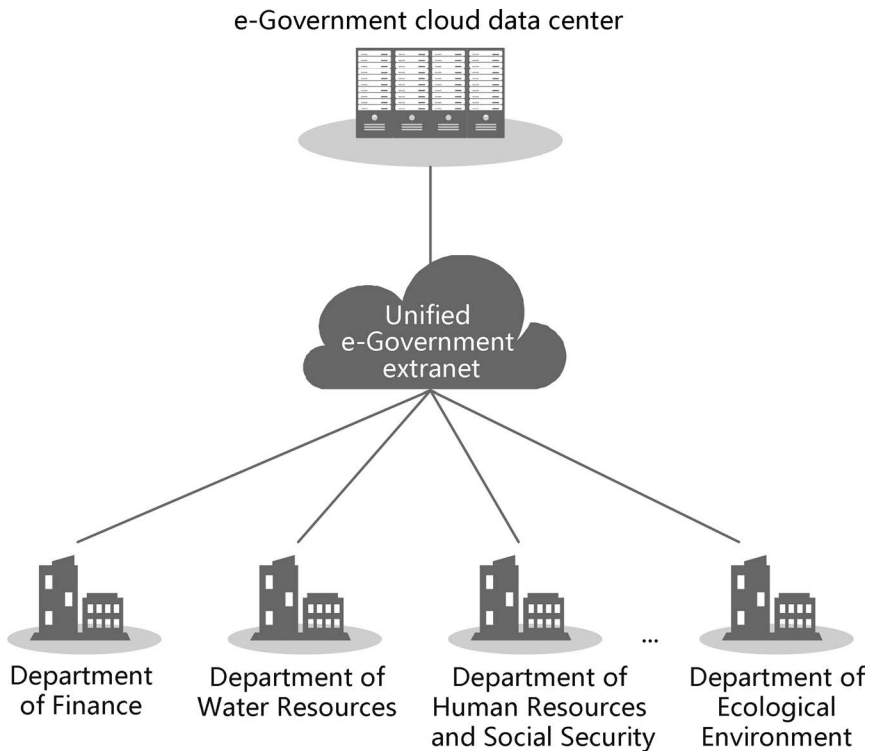 e-Government cloud data center
Unified
e-Government
extranet
...
Department
of Finance
Department of
Water Resources
Department of
Human Resources
and Social Security
Department of
Ecological
Environment